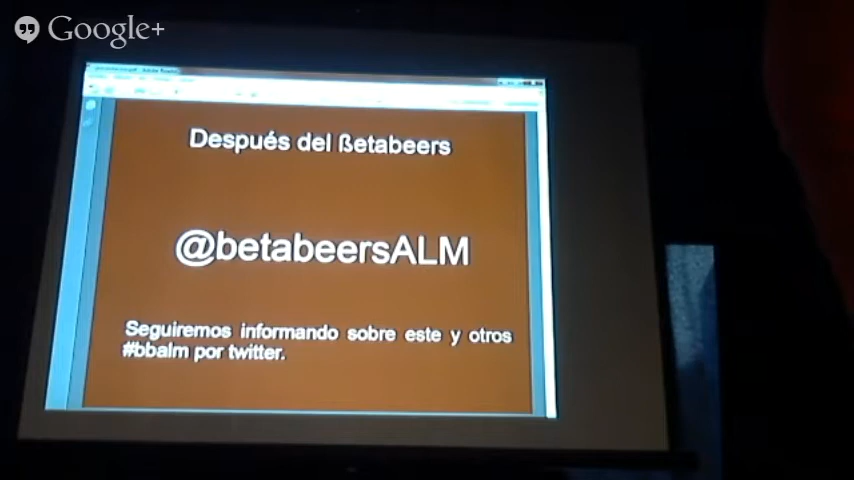 Google+
Después del ßetabeers
@betabeersALM
Seguiremos informando sobre este y otros
#bbalm por twitter.